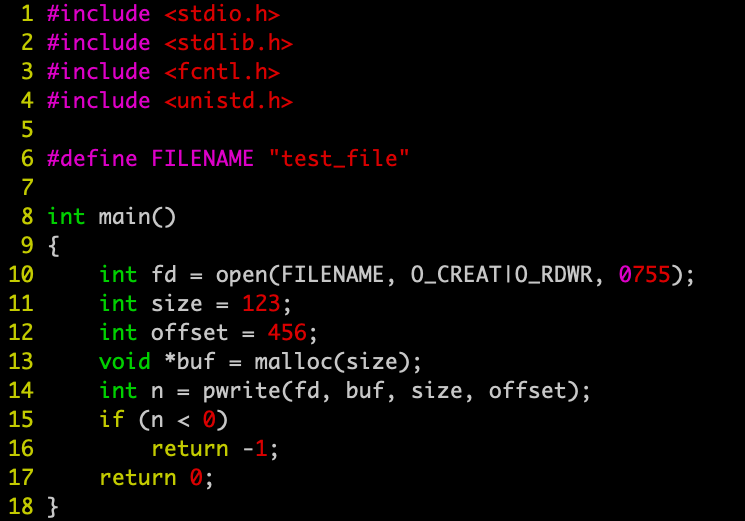 1 #include <stdio.h>
2 #include <stdlib.h>
3 #include <fcntl.h>
4 #include <unistd.h>
5
6 #define FILENAME "test_file"
7
8 int main()
9 {
10     int fd = open(FILENAME, O_CREAT|O_RDWR, 0755);
11     int size = 123;
12     int offset = 456;
13     void *buf = malloc(size);
14     int n = pwrite(fd, buf, size, offset);
15     if (n < 0)
16         return -1;
17     return 0;
18 }